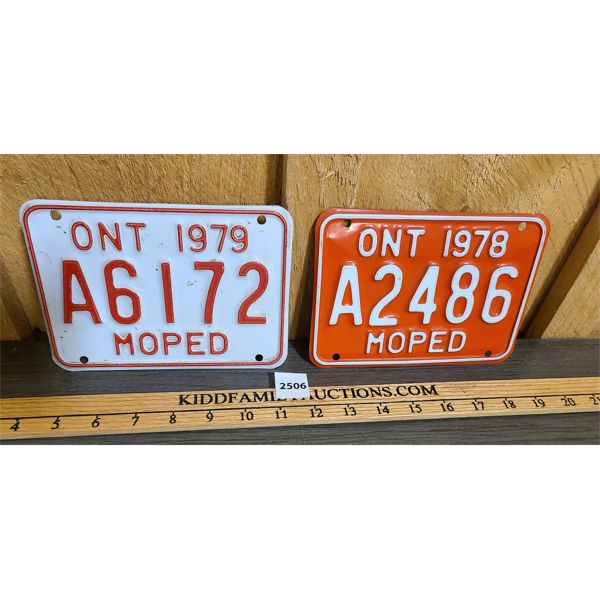 ONT 1979
A6172
MOPED
ONT 1978
A2486
MOPED
2506
KIDDFAMILYAUCTIONS.COM
4 5 6 7 8 9 10 11 12 13 14 15 16 17 18 19 20 21